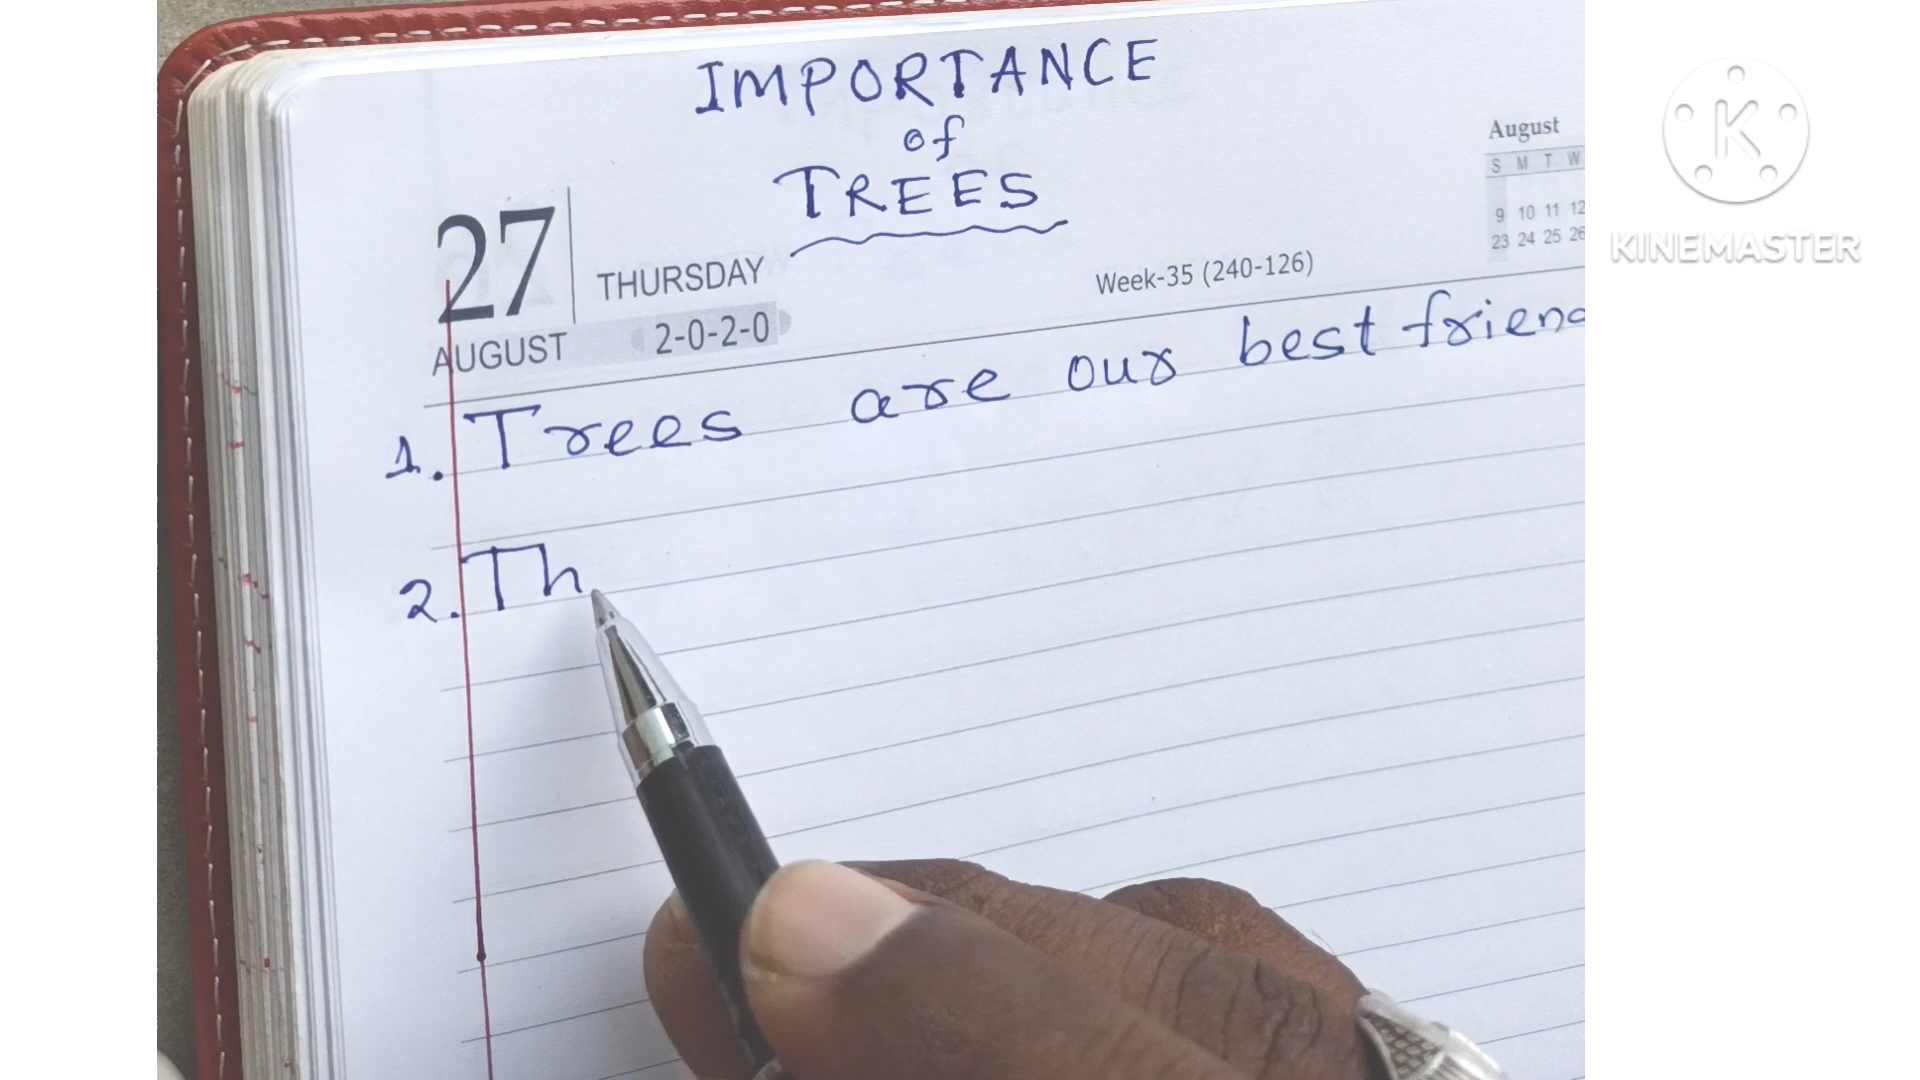 IMPORTANCE
of
TREES
27
THURSDAY
AUGUST 2-0-2-0
Week-35 (240-126)
August
S M T W
9 10 11 12
23 24 25 26
1. Trees are our best friend
2. Th
KINEMASTER